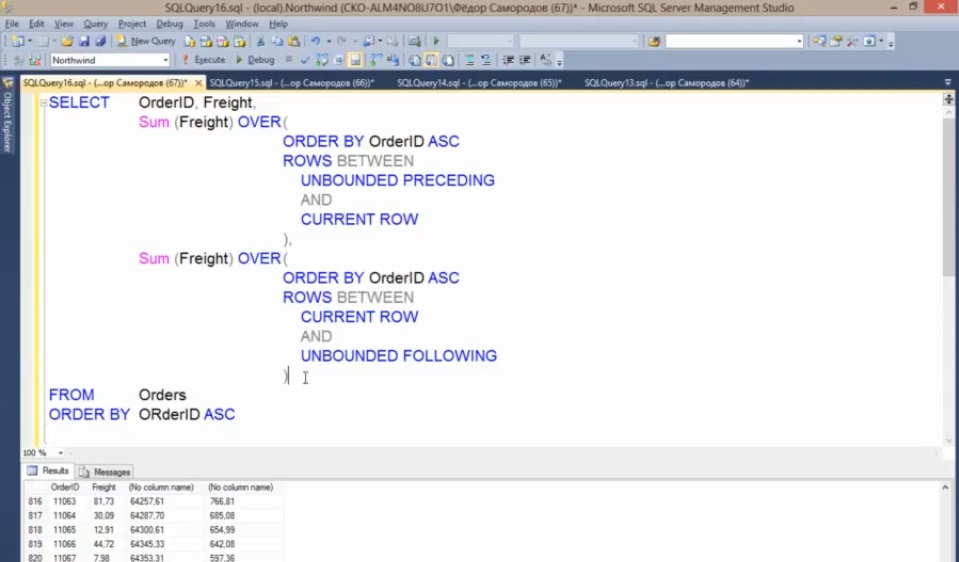 SQLQuery16.sql - (local).Northwind (CKO-ALM4NO8U7O1\Фёдор Самородов (67))* - Microsoft SQL Server Management Studio
File Edit View Query Project Debug Tools Window Help
New Query
Northwind Execute Debug
SQLQuery16.sql - (...ор Самородов (67))* SQLQuery15.sql - (...ор Самородов (66))* SQLQuery14.sql - (...ор Самородов (65))* SQLQuery13.sql - (...ор Самородов (64))*
Object Explorer
SELECT OrderID, Freight,
Sum (Freight) OVER(
ORDER BY OrderID ASC
ROWS BETWEEN
UNBOUNDED PRECEDING
AND
CURRENT ROW
),
Sum (Freight) OVER(
ORDER BY OrderID ASC
ROWS BETWEEN
CURRENT ROW
AND
UNBOUNDED FOLLOWING
)
FROM Orders
ORDER BY ORderID ASC
100 %
Results Messages
OrderID Freight (No column name) (No column name)
816 11063 81,73 64257,61 766,81
817 11064 30,09 64287,70 685,08
818 11065 12,91 64300,61 654,99
819 11066 44,72 64345,33 642,08
820 11067 7,98 64353,31 597,36